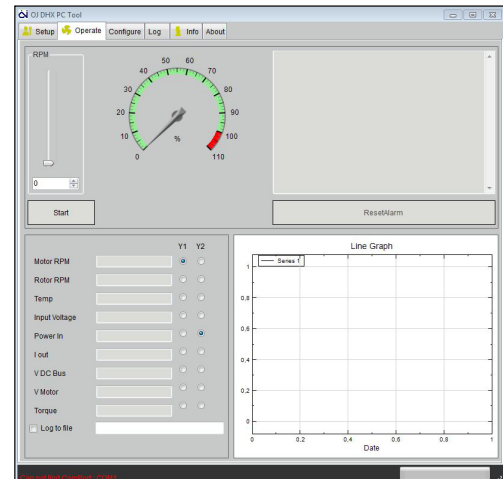 OJ DHX PC Tool
Setup Operate Configure Log Info About
RPM
0
Start
0 10 20 30 40 50 60 70 80 90 100 110
%
ResetAlarm
Y1 Y2
Motor RPM
Rotor RPM
Temp
Input Voltage
Power In
I out
V DC Bus
V Motor
Torque
Log to file
Line Graph
Series 1
1
0,8
0,6
0,4
0,2
0
0 0,2 0,4 0,6 0,8 1
Date